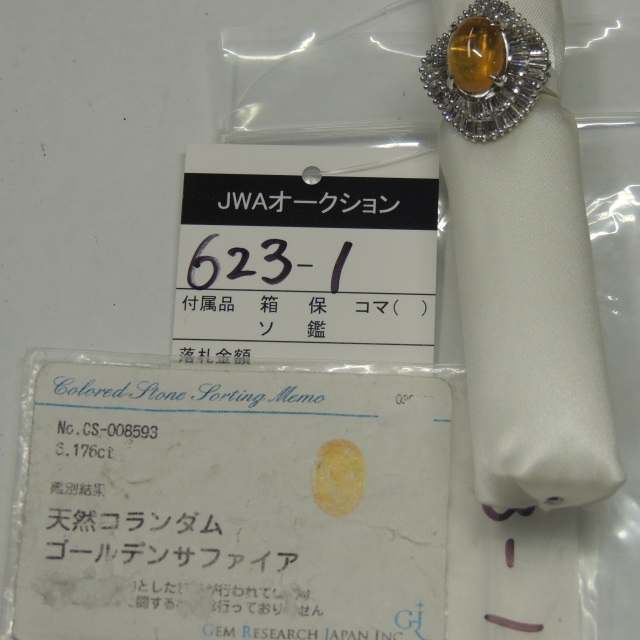 JWAオークション
623-1
付属品 箱 保 コマ( )
ソ 鑑
落札金額
Colored Stone Sorting Memo
No.CS-008593
3.176ct
鑑別結果
天然コランダム
ゴールデンサファイア
GEM RESEARCH JAPAN INC